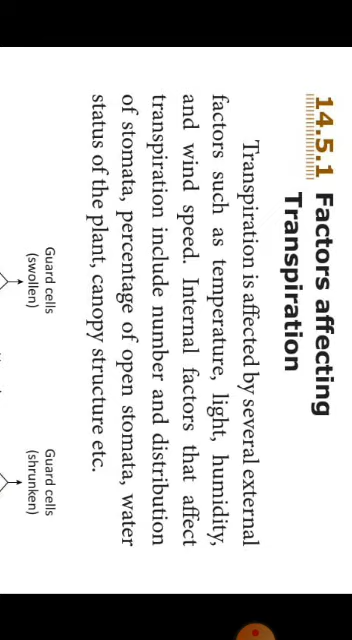 14.5.1 Factors affecting
Transpiration
Transpiration is affected by several external
factors such as temperature, light, humidity,
and wind speed. Internal factors that affect
transpiration include number and distribution
of stomata, percentage of open stomata, water
status of the plant, canopy structure etc.
Guard cells
(swollen)
Guard cells
(shrunken)